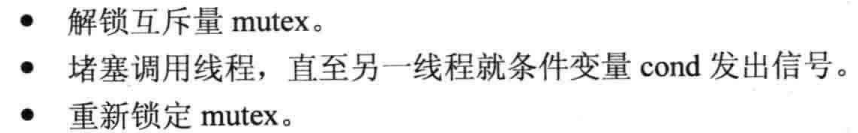 • 解锁互斥量 mutex。
• 堵塞调用线程，直至另一线程就条件变量 cond 发出信号。
• 重新锁定 mutex。